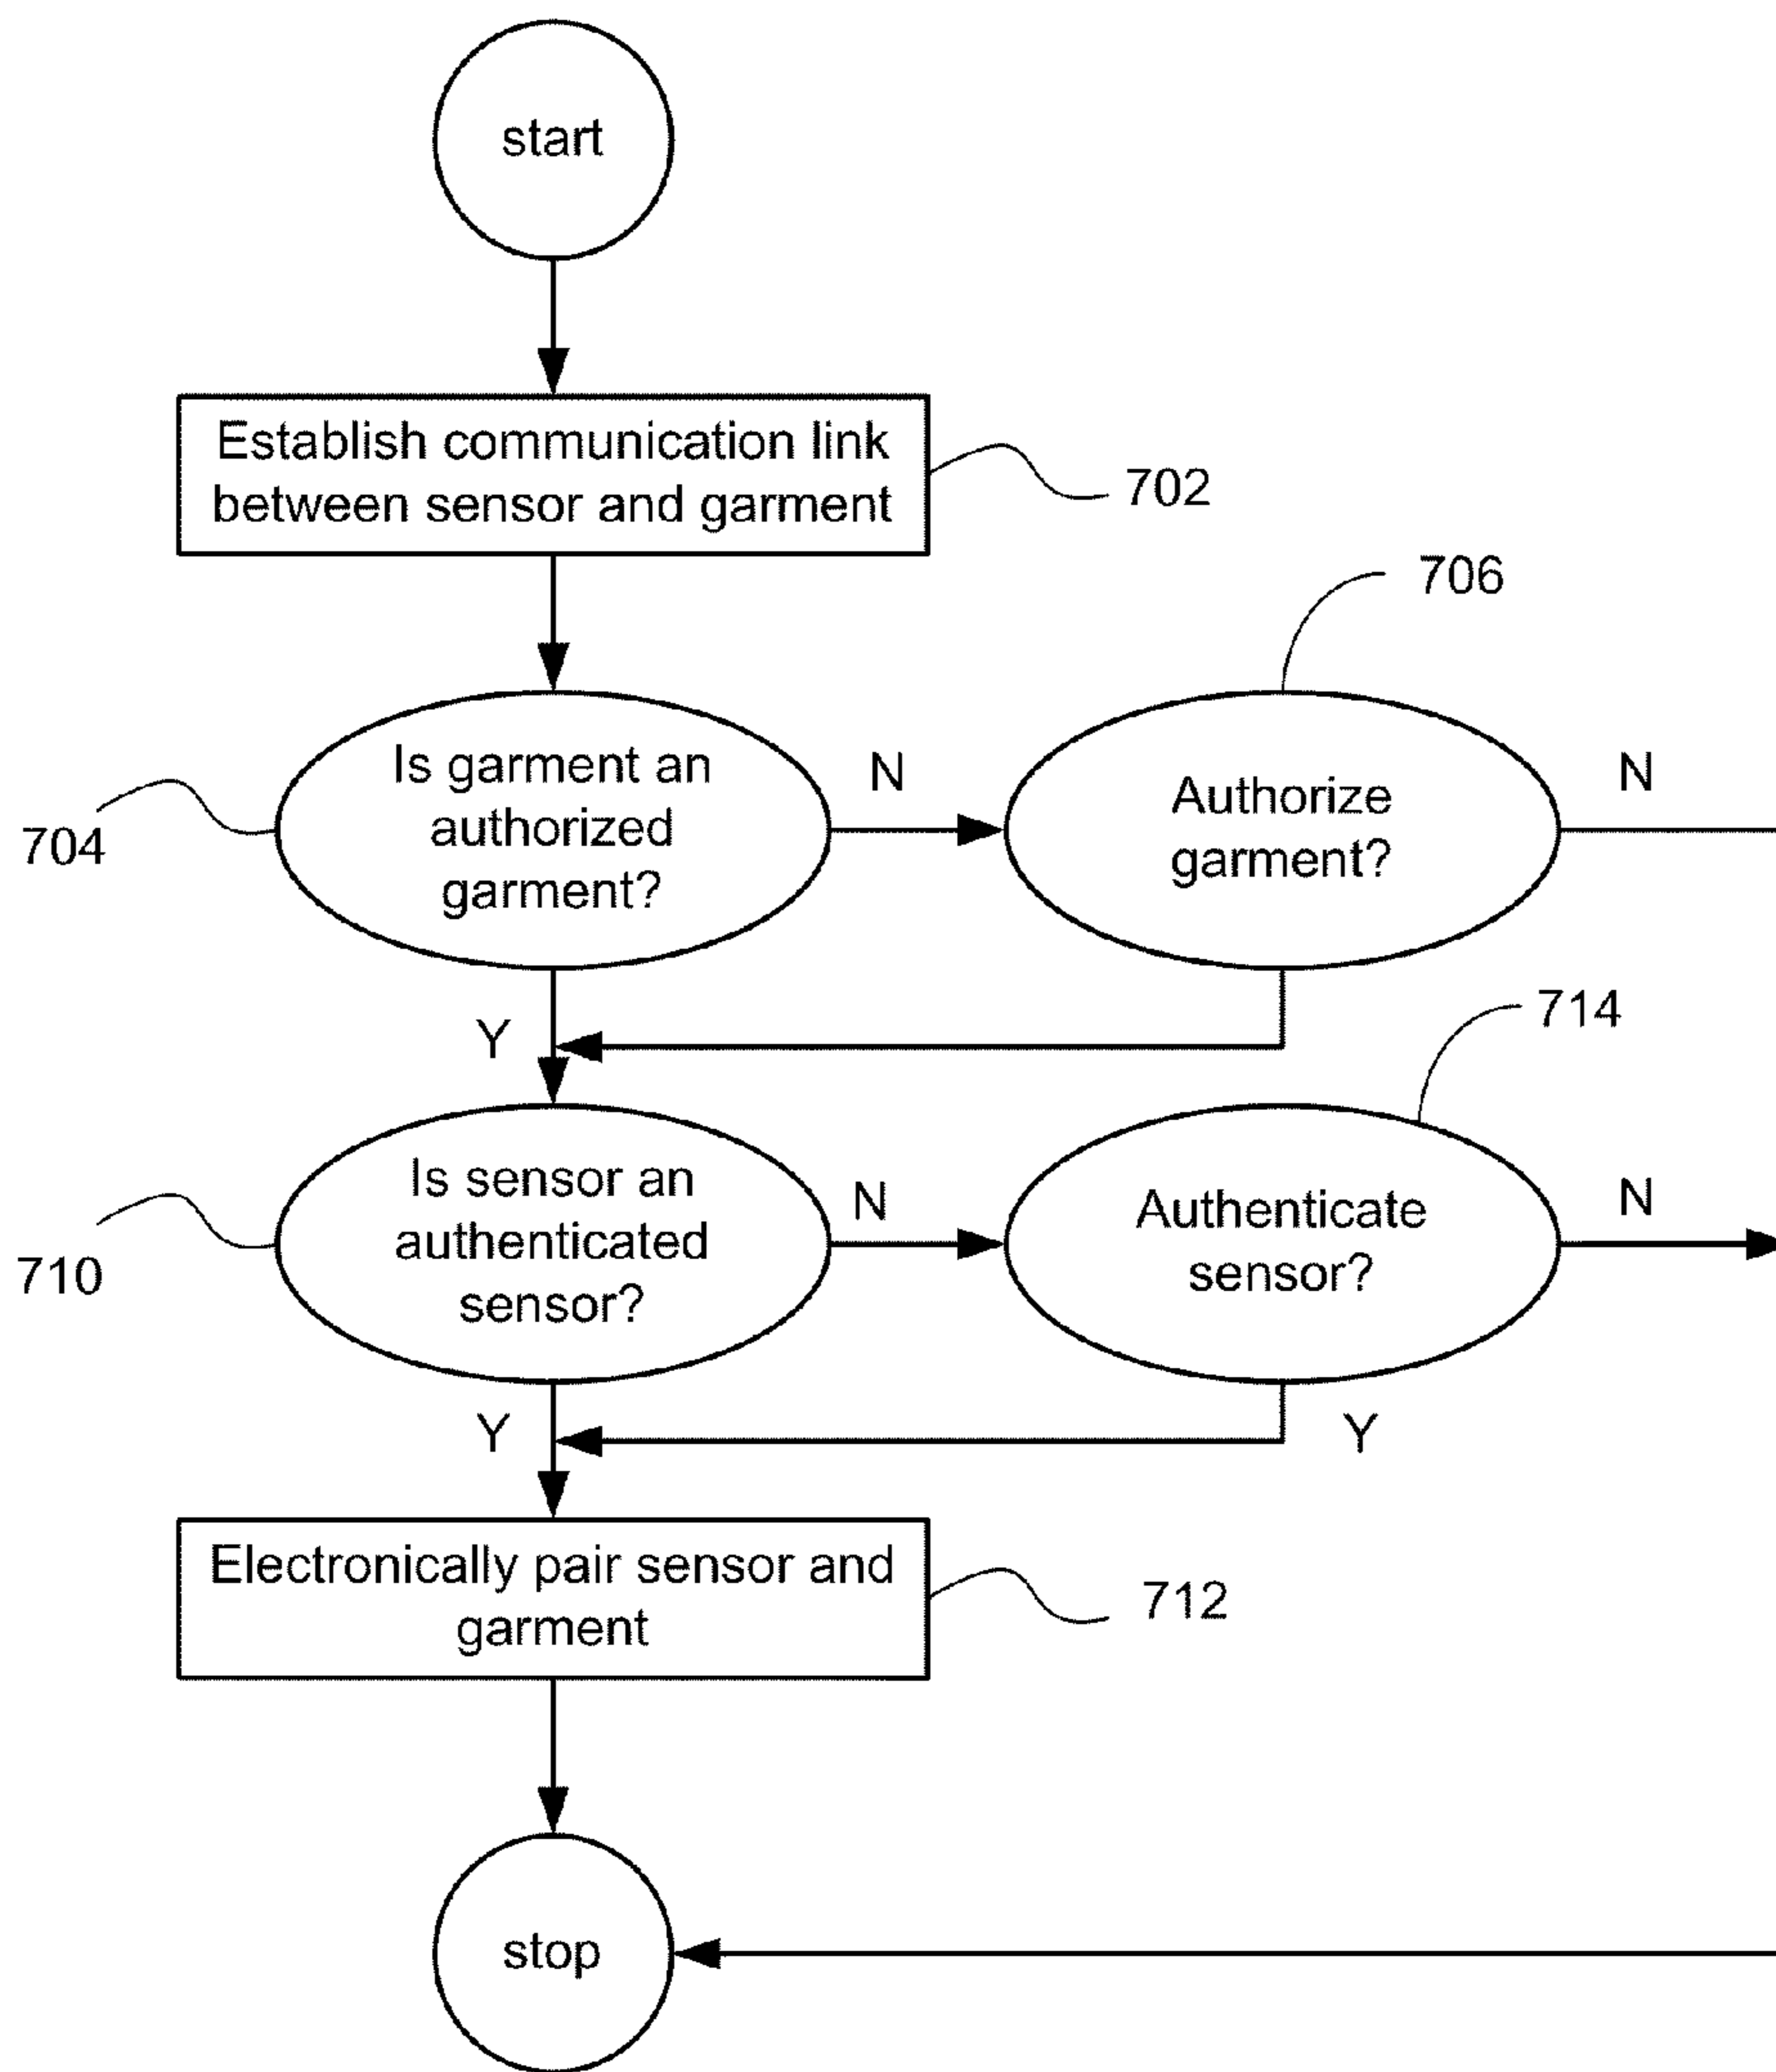 start
Establish communication link
between sensor and garment
702
706
Is garment an
authorized
garment?
N
Authorize
garment?
N
704
Y
714
Is sensor an
authenticated
sensor?
N
Authenticate
sensor?
N
710
Y
Y
Electronically pair sensor and
garment
712
stop